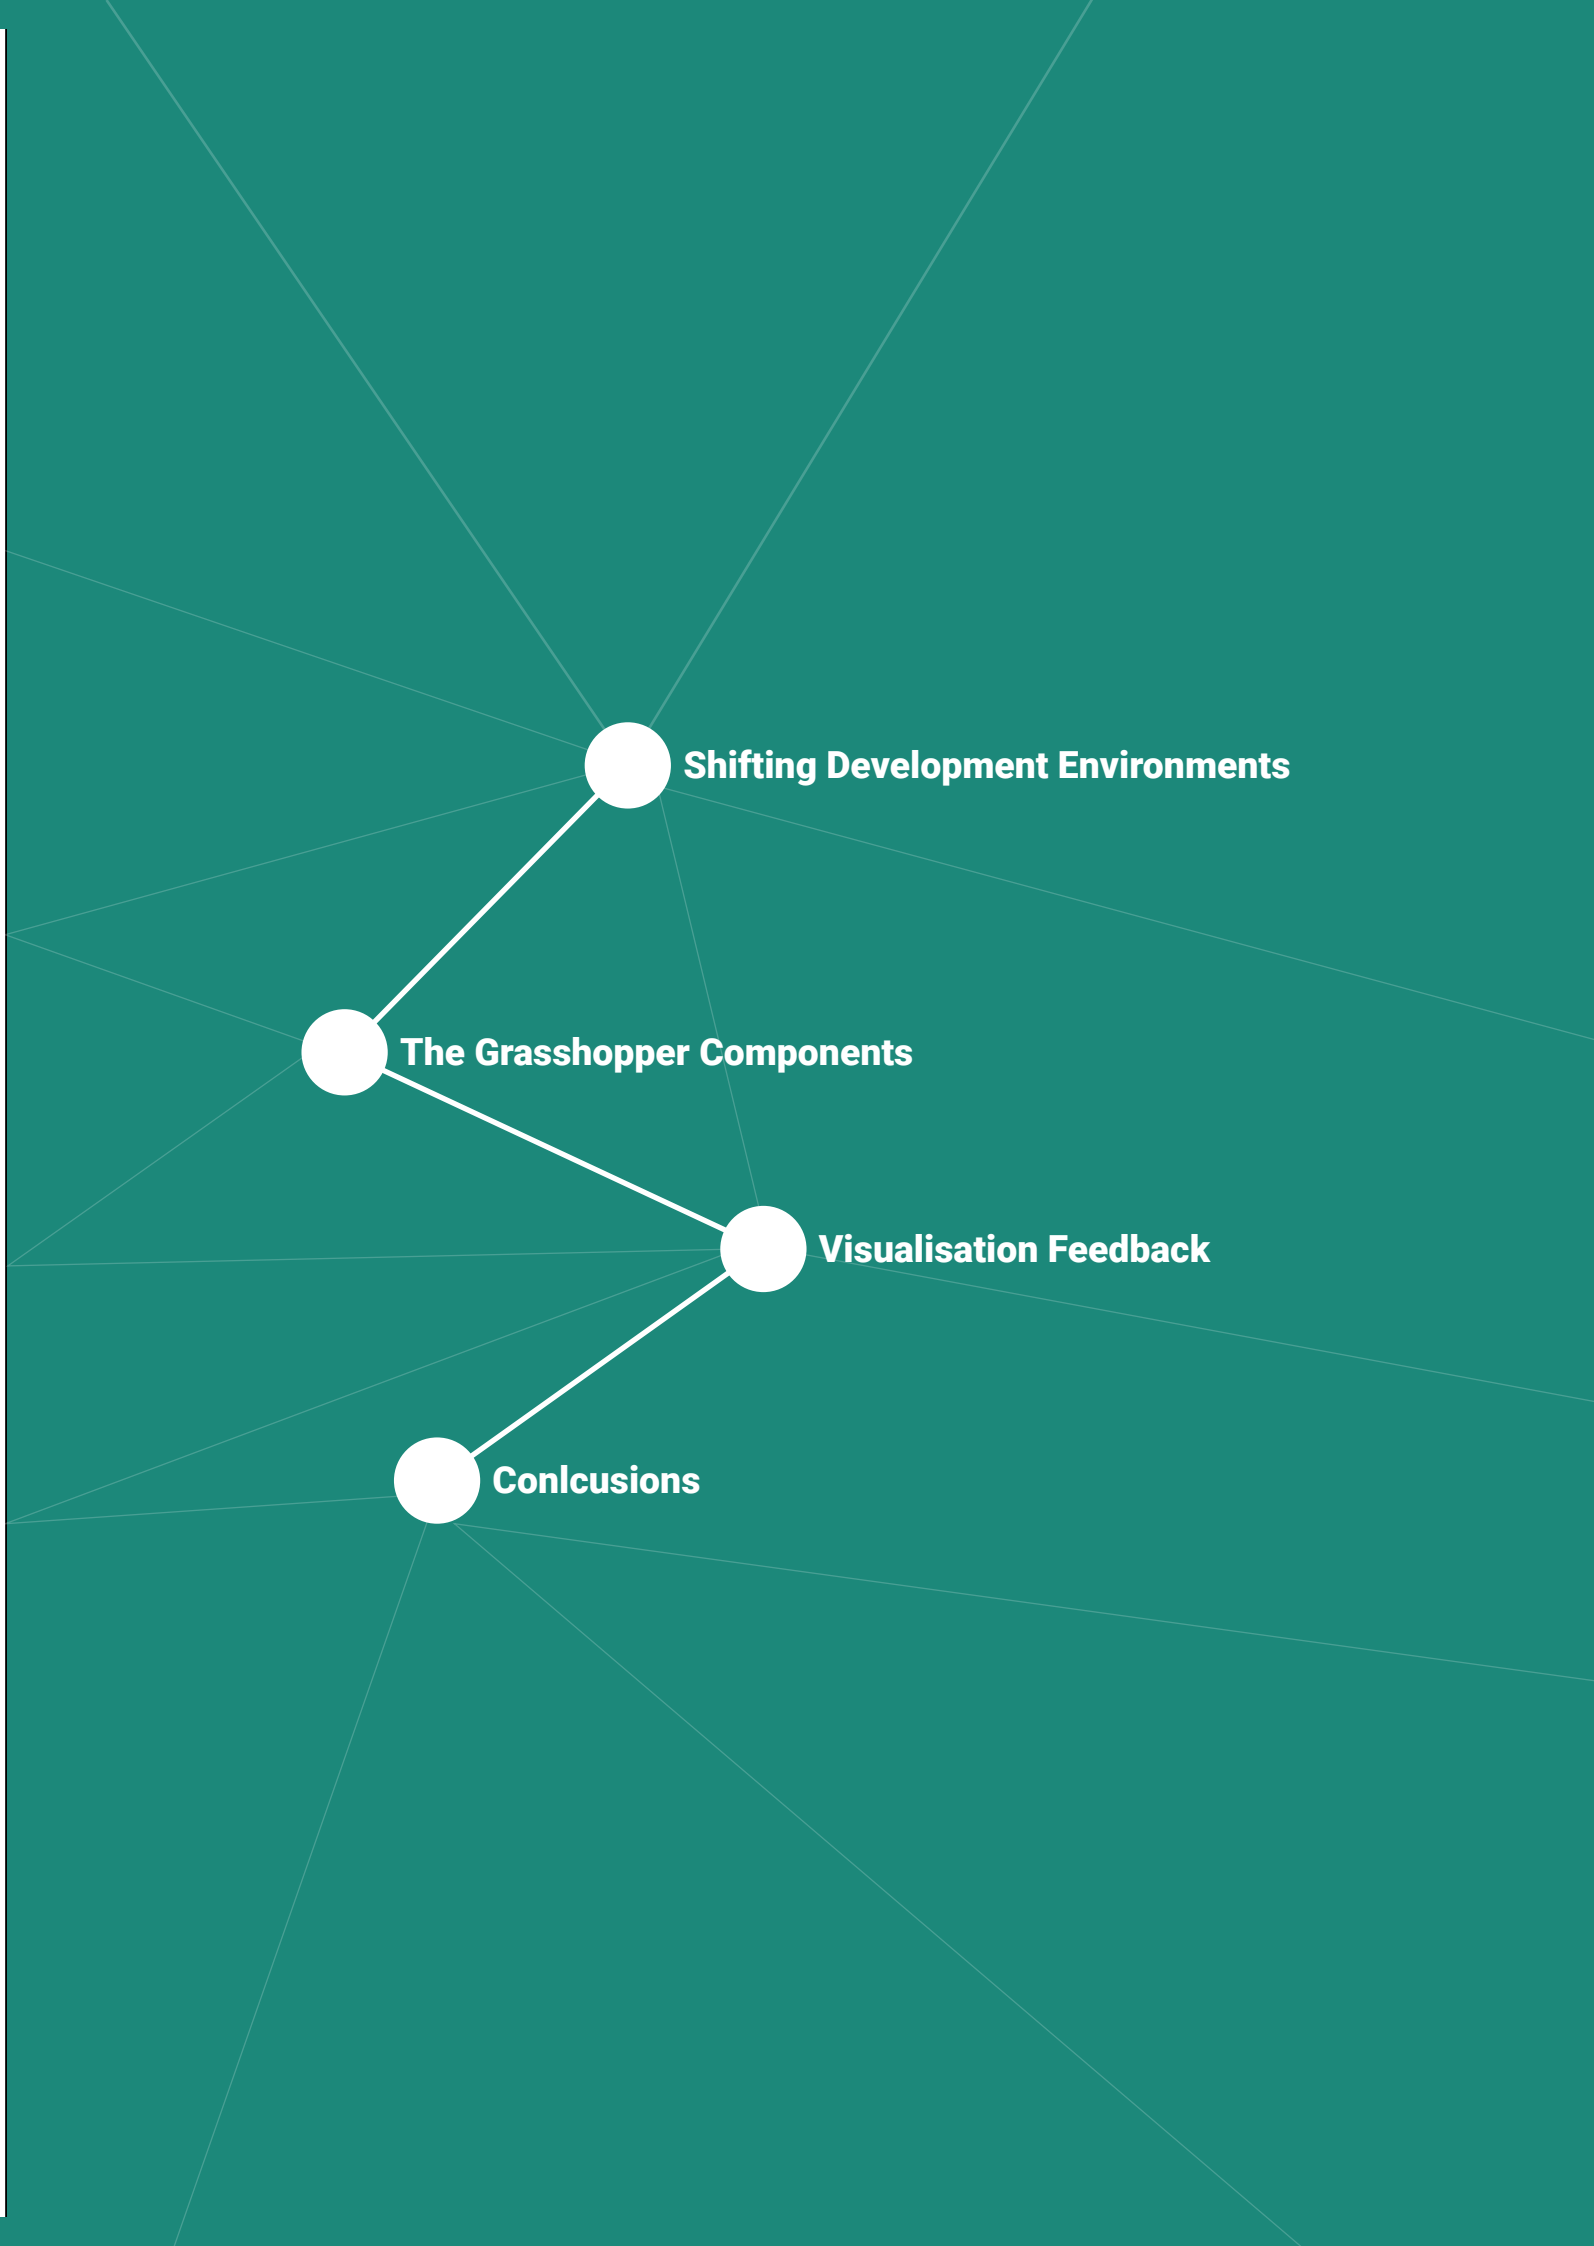 Shifting Development Environments
The Grasshopper Components
Visualisation Feedback
Conlcusions